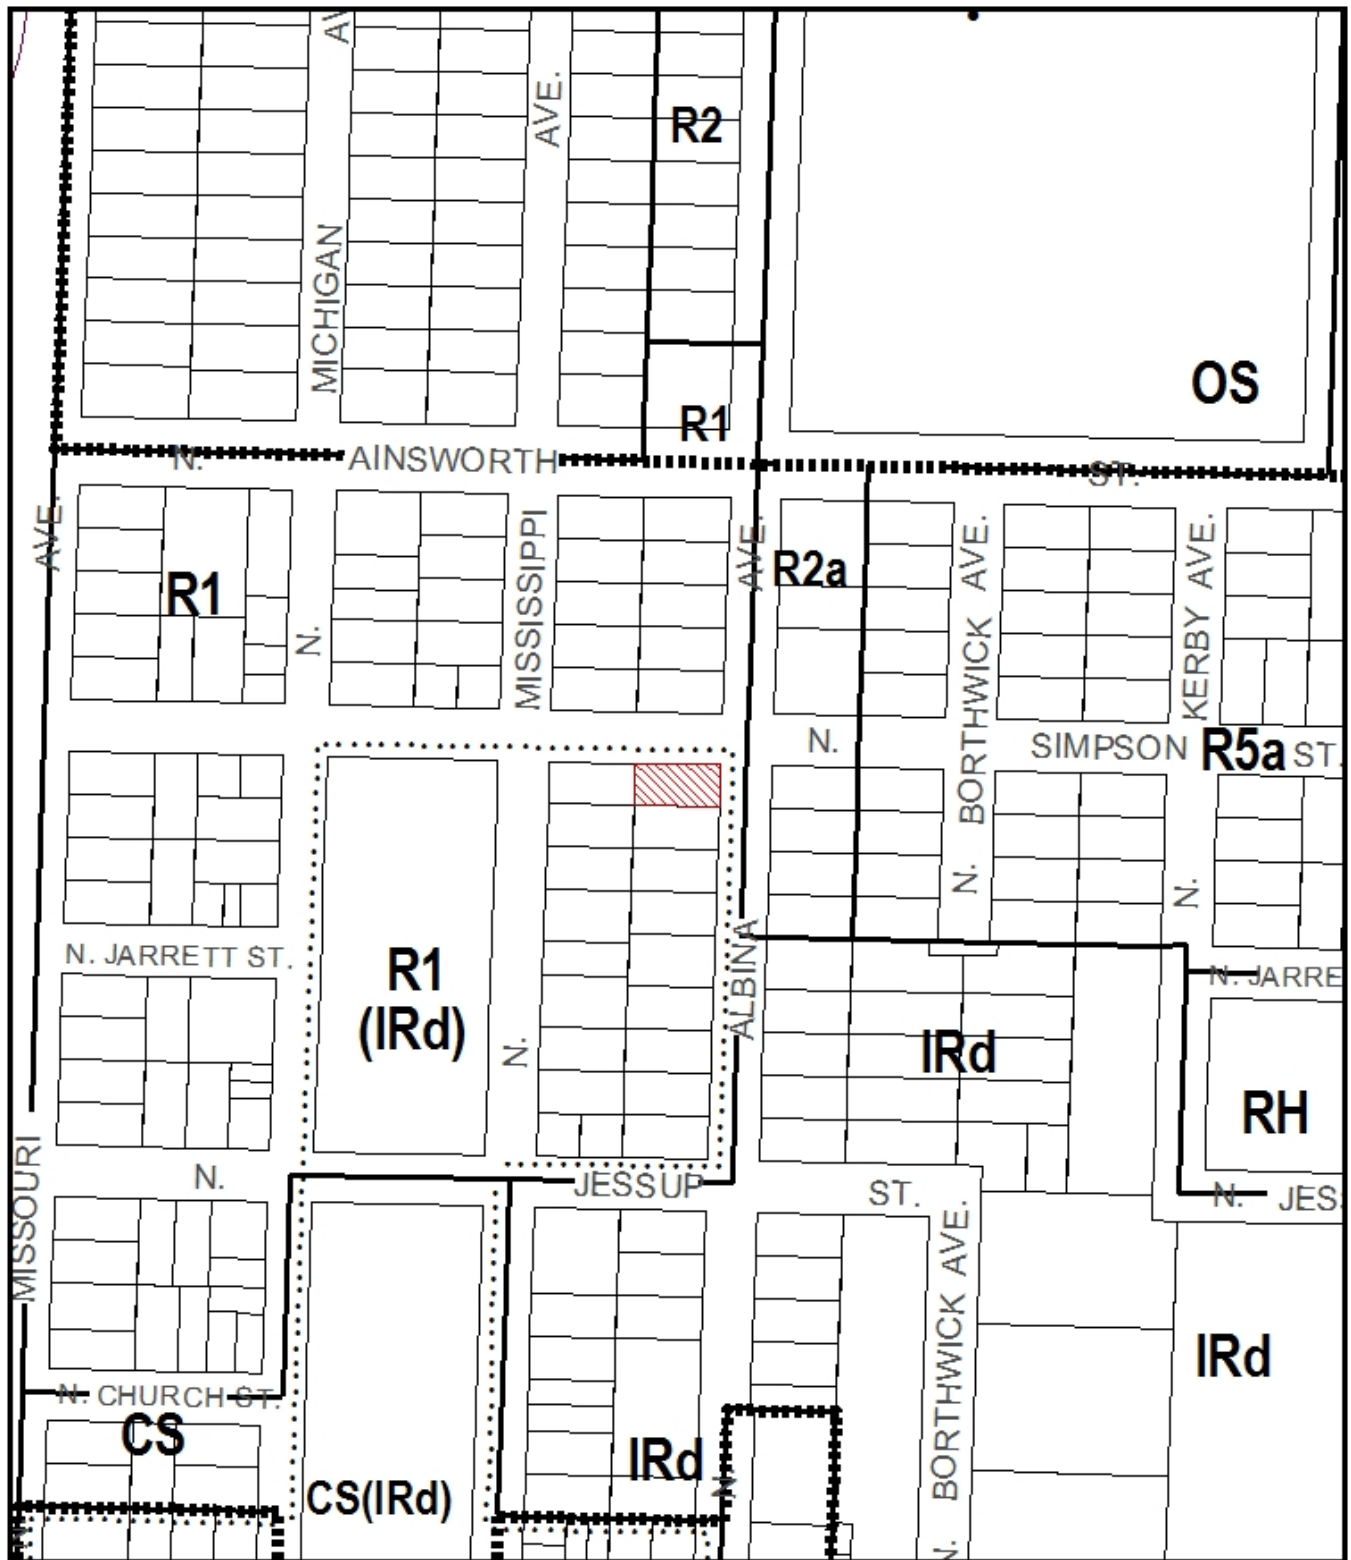 AV
AVE.
R2
MICHIGAN
OS
R1
N.
AINSWORTH
ST.
AVE.
R1
N.
MISSISSIPPI
AVE.
R2a
BORTHWICK AVE.
KERBY AVE.
N.
SIMPSON
R5a
ST.
N.
N.
N. JARRETT ST.
R1
(IRd)
N.
ALBINA
N. JARRE
IRd
RH
MISSOURI
N.
JESSUP
ST.
N.
JES
N. CHURCH ST.
CS
CS(IRd)
IRd
N.
BORTHWICK AVE.
IRd
N.